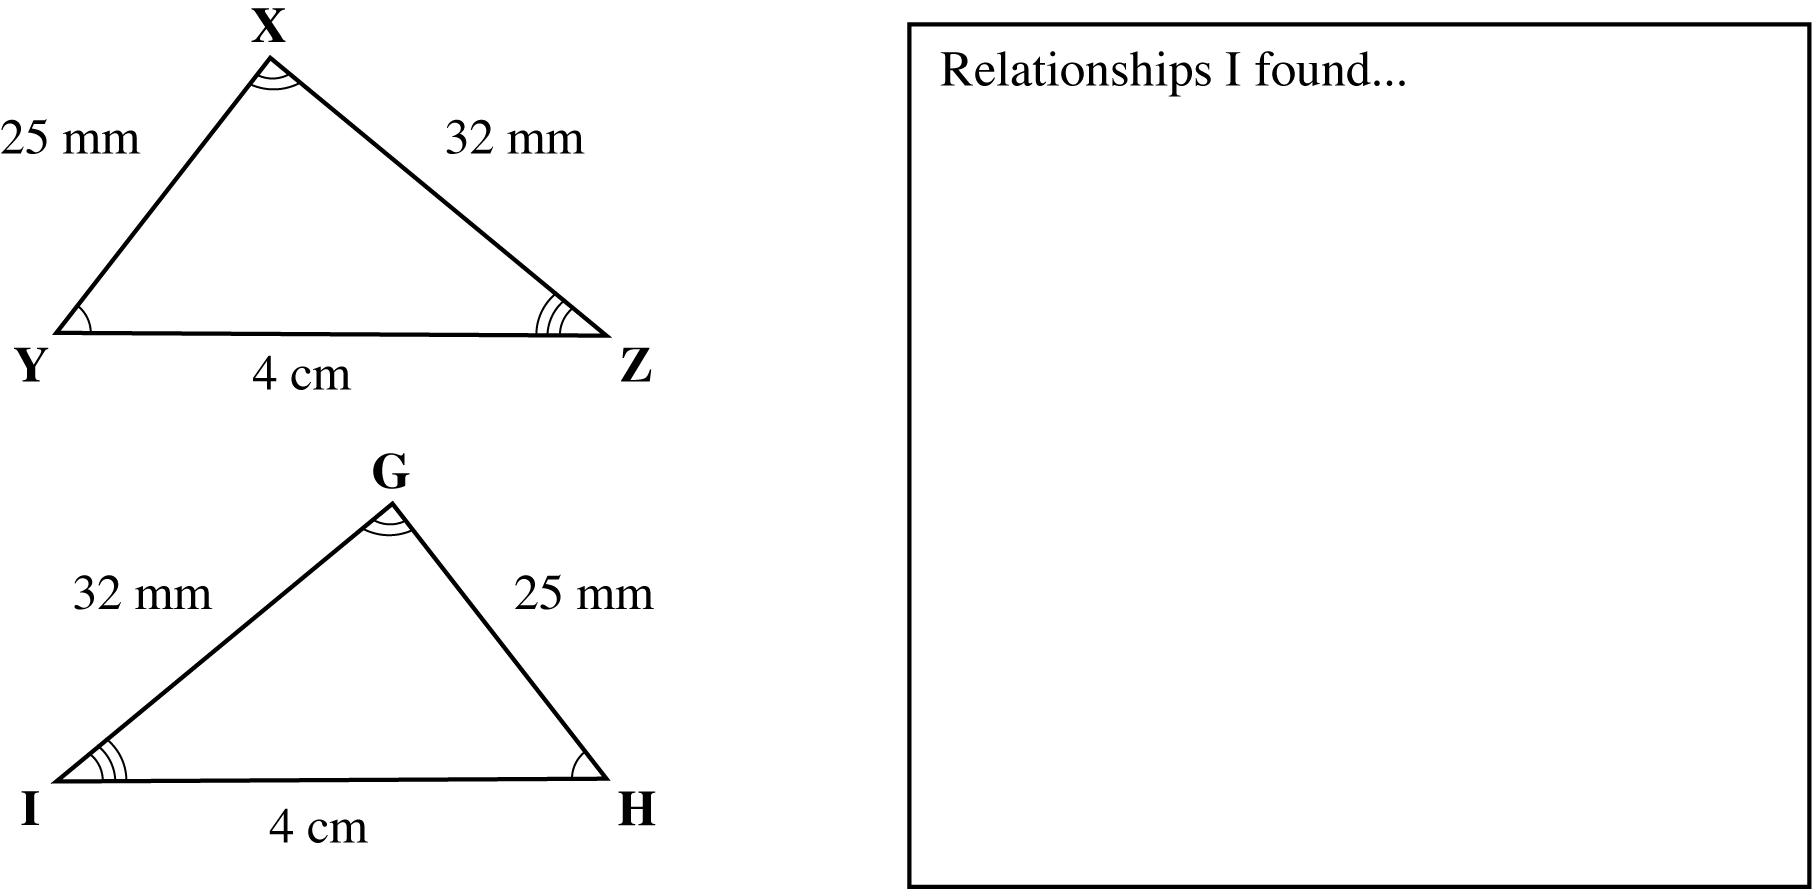 X
25 mm
32 mm
Y
4 cm
Z
G
32 mm
25 mm
I
4 cm
H
Relationships I found...